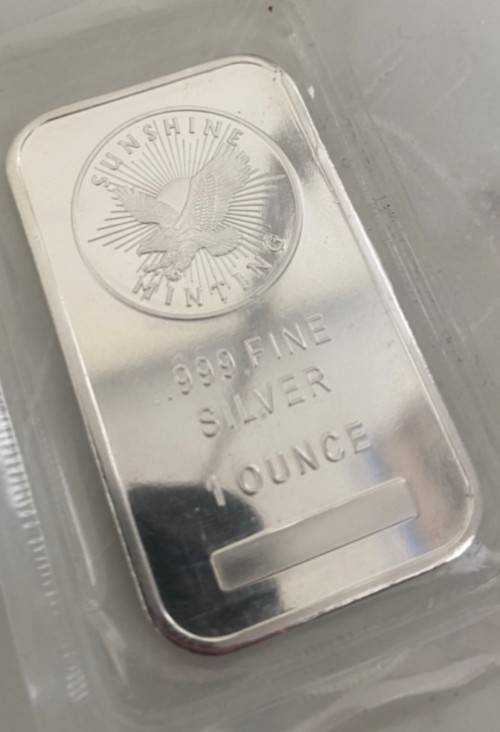 SUNSHINE
MINTING
.999 FINE
SILVER
1 OUNCE